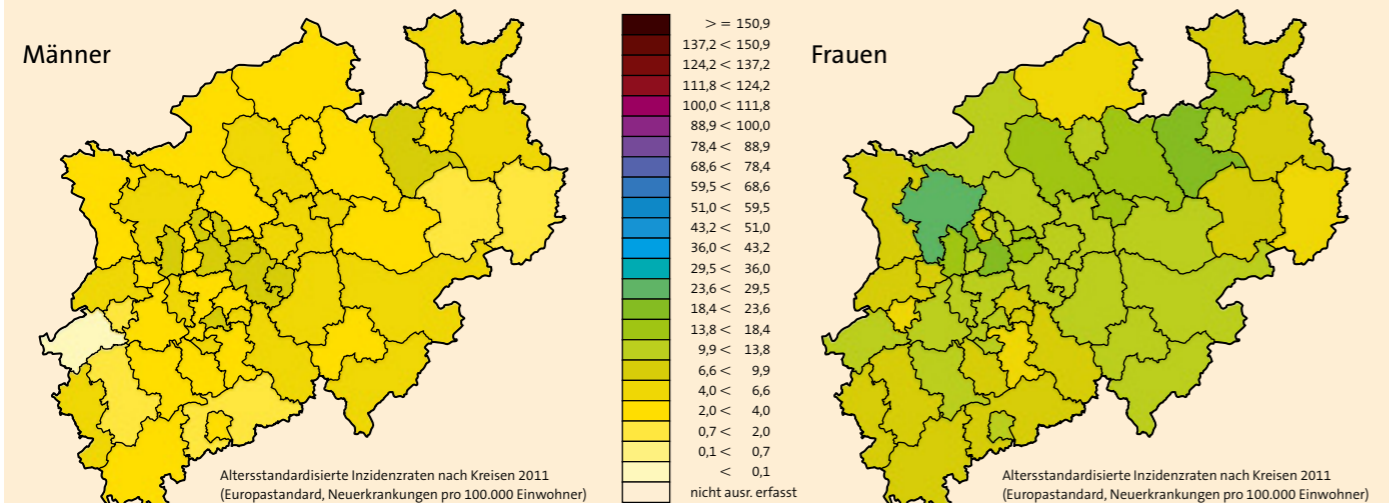 Männer
> = 150,9
137,2 < 150,9
124,2 < 137,2
111,8 < 124,2
100,0 < 111,8
88,9 < 100,0
78,4 < 88,9
68,6 < 78,4
59,5 < 68,6
51,0 < 59,5
43,2 < 51,0
36,0 < 43,2
29,5 < 36,0
23,6 < 29,5
18,4 < 23,6
13,8 < 18,4
9,9 < 13,8
6,6 < 9,9
4,0 < 6,6
2,0 < 4,0
0,7 < 2,0
0,1 < 0,7
< 0,1
nicht ausr. erfasst
Altersstandardisierte Inzidenzraten nach Kreisen 2011
(Europastandard, Neuerkrankungen pro 100.000 Einwohner)
Frauen
Altersstandardisierte Inzidenzraten nach Kreisen 2011
(Europastandard, Neuerkrankungen pro 100.000 Einwohner)